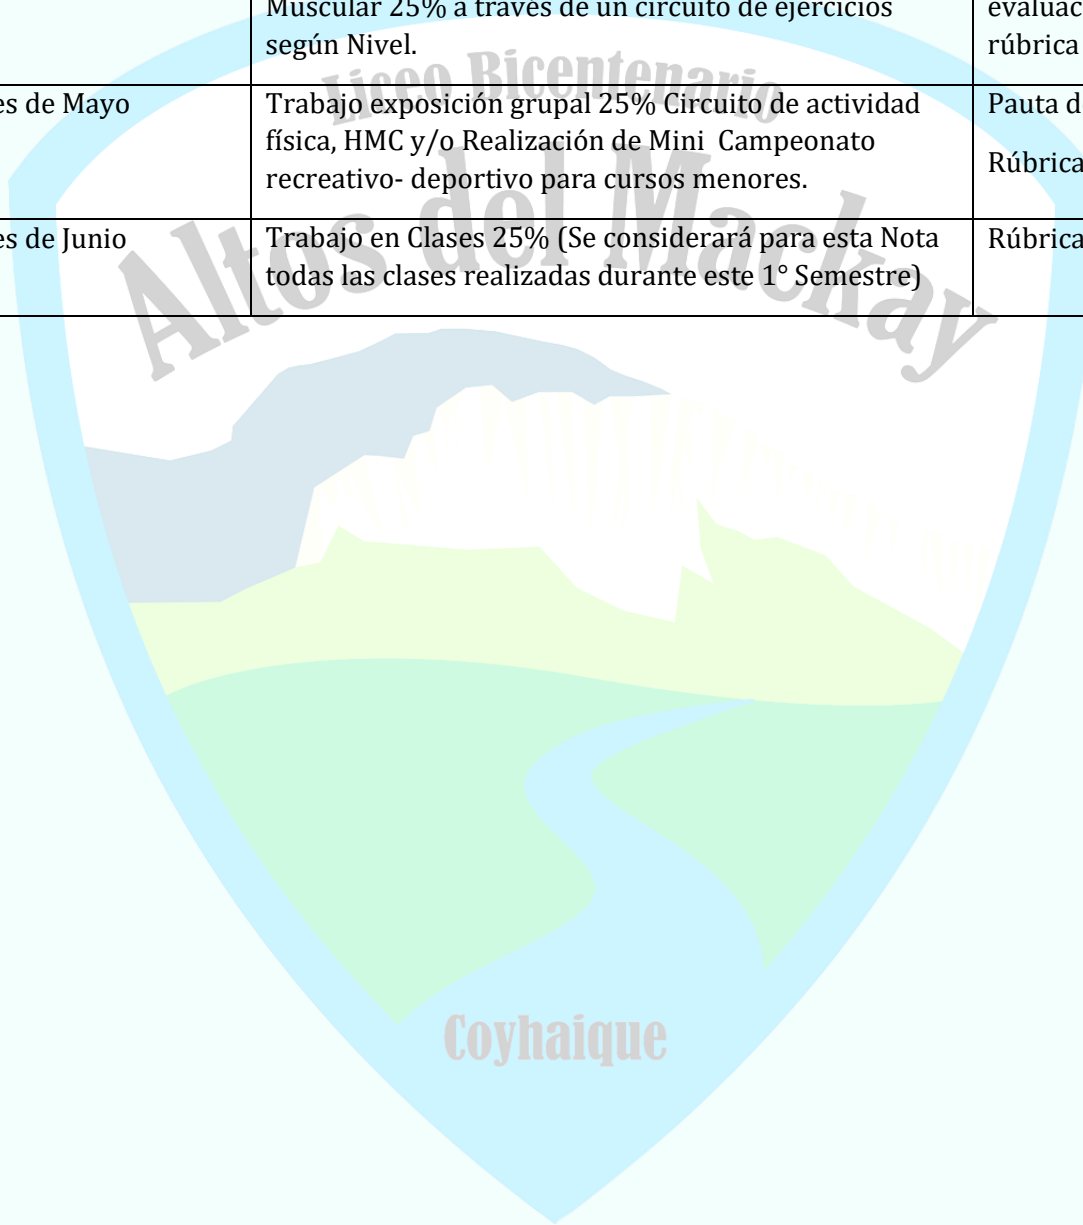 Muscular 25% a través de un circuito de ejercicios
según Nivel.
evaluac
rúbrica
es de Mayo
Trabajo exposición grupal 25% Circuito de actividad
física, HMC y/o Realización de Mini Campeonato
recreativo- deportivo para cursos menores.
Pauta d
Rúbrica
es de Junio
Trabajo en Clases 25% (Se considerará para esta Nota
todas las clases realizadas durante este 1° Semestre)
Rúbrica
Liceo Bicentenario
Altos del Mackay
Coyhaique